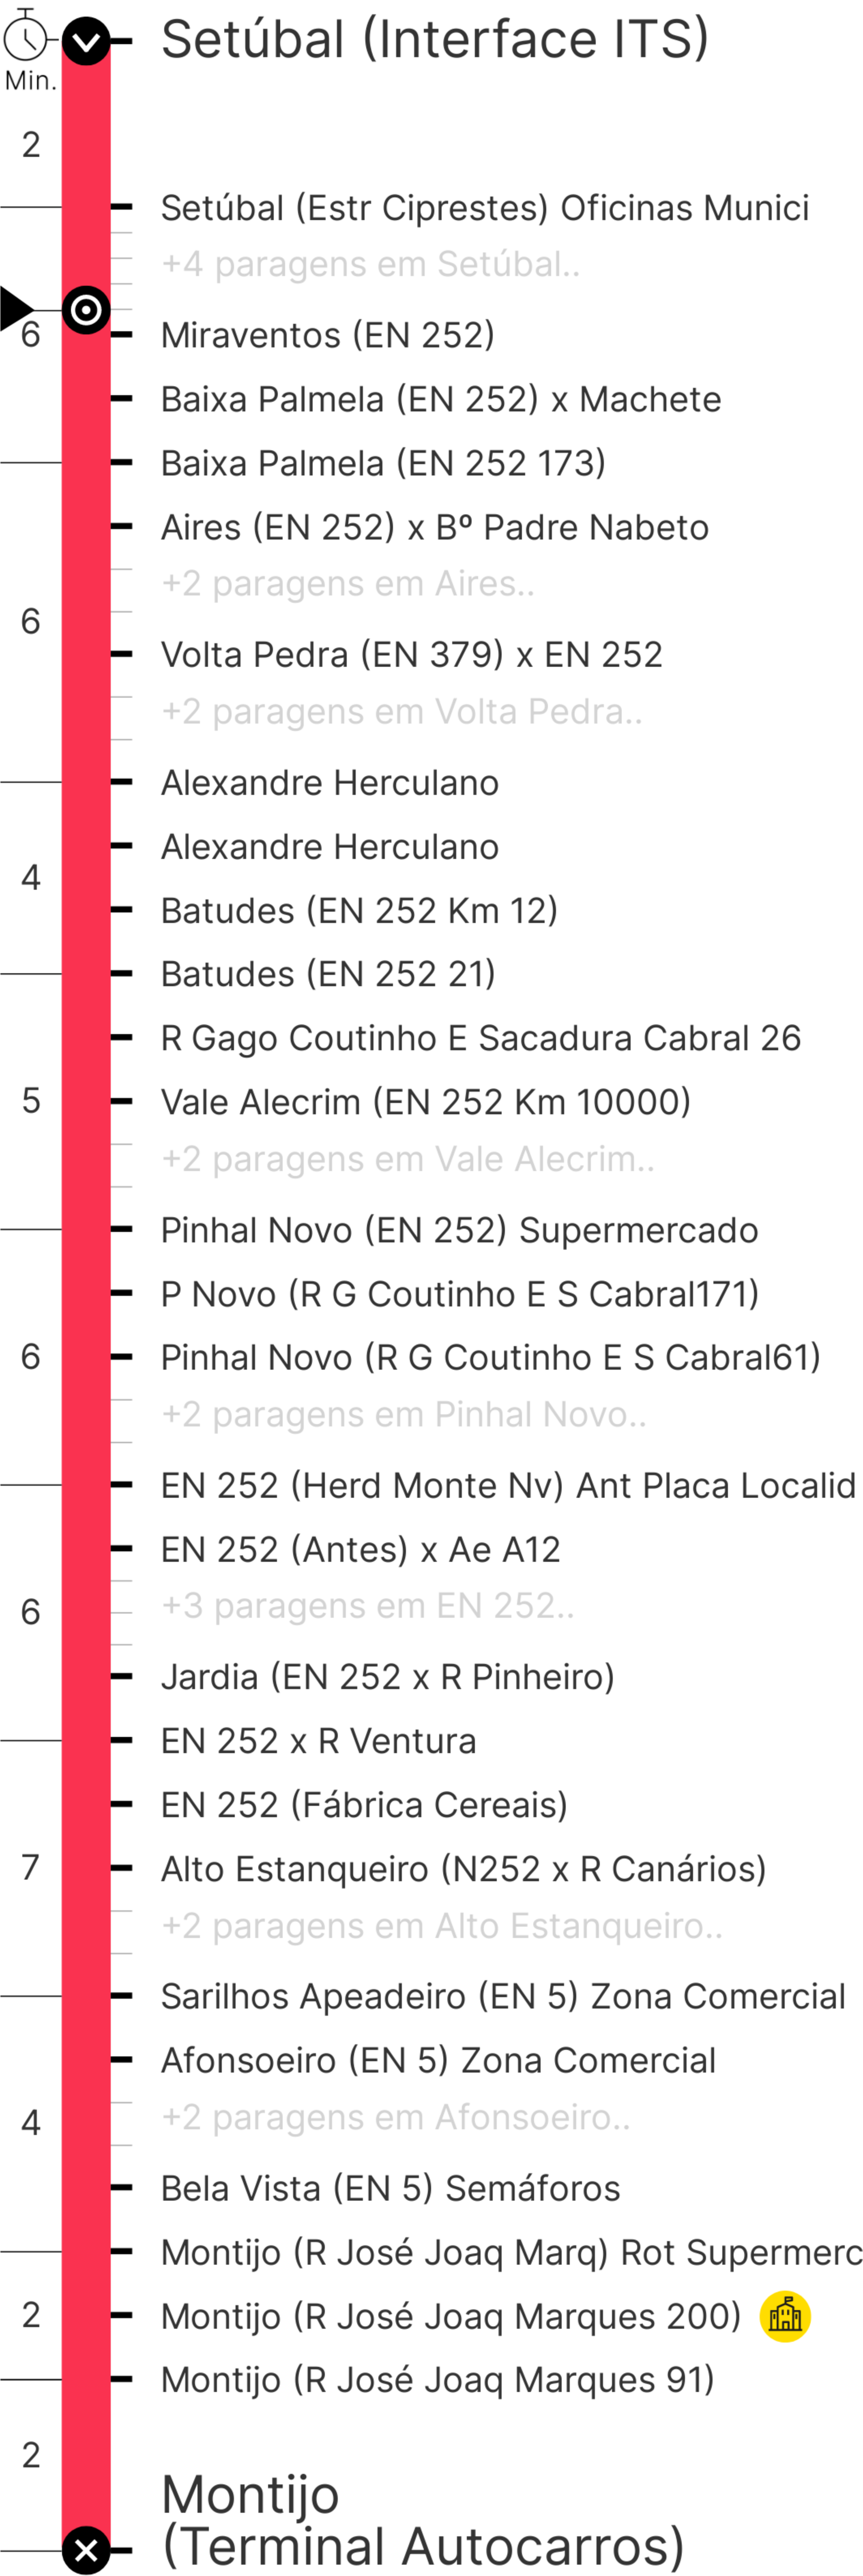 Setúbal (Interface ITS)
Min.
2
Setúbal (Estr Ciprestes) Oficinas Munici
+4 paragens em Setúbal..
6
Miraventos (EN 252)
Baixa Palmela (EN 252) x Machete
Baixa Palmela (EN 252 173)
Aires (EN 252) x Bº Padre Nabeto
+2 paragens em Aires..
6
Volta Pedra (EN 379) x EN 252
+2 paragens em Volta Pedra..
Alexandre Herculano
Alexandre Herculano
4
Batudes (EN 252 Km 12)
Batudes (EN 252 21)
R Gago Coutinho E Sacadura Cabral 26
5
Vale Alecrim (EN 252 Km 10000)
+2 paragens em Vale Alecrim..
Pinhal Novo (EN 252) Supermercado
P Novo (R G Coutinho E S Cabral171)
6
Pinhal Novo (R G Coutinho E S Cabral61)
+2 paragens em Pinhal Novo..
EN 252 (Herd Monte Nv) Ant Placa Localid
EN 252 (Antes) x Ae A12
6
+3 paragens em EN 252..
Jardia (EN 252 x R Pinheiro)
EN 252 x R Ventura
EN 252 (Fábrica Cereais)
7
Alto Estanqueiro (N252 x R Canários)
+2 paragens em Alto Estanqueiro..
Sarilhos Apeadeiro (EN 5) Zona Comercial
Afonsoeiro (EN 5) Zona Comercial
4
+2 paragens em Afonsoeiro..
Bela Vista (EN 5) Semáforos
Montijo (R José Joaq Marq) Rot Supermerc
2
Montijo (R José Joaq Marques 200)
Montijo (R José Joaq Marques 91)
2
Montijo
(Terminal Autocarros)